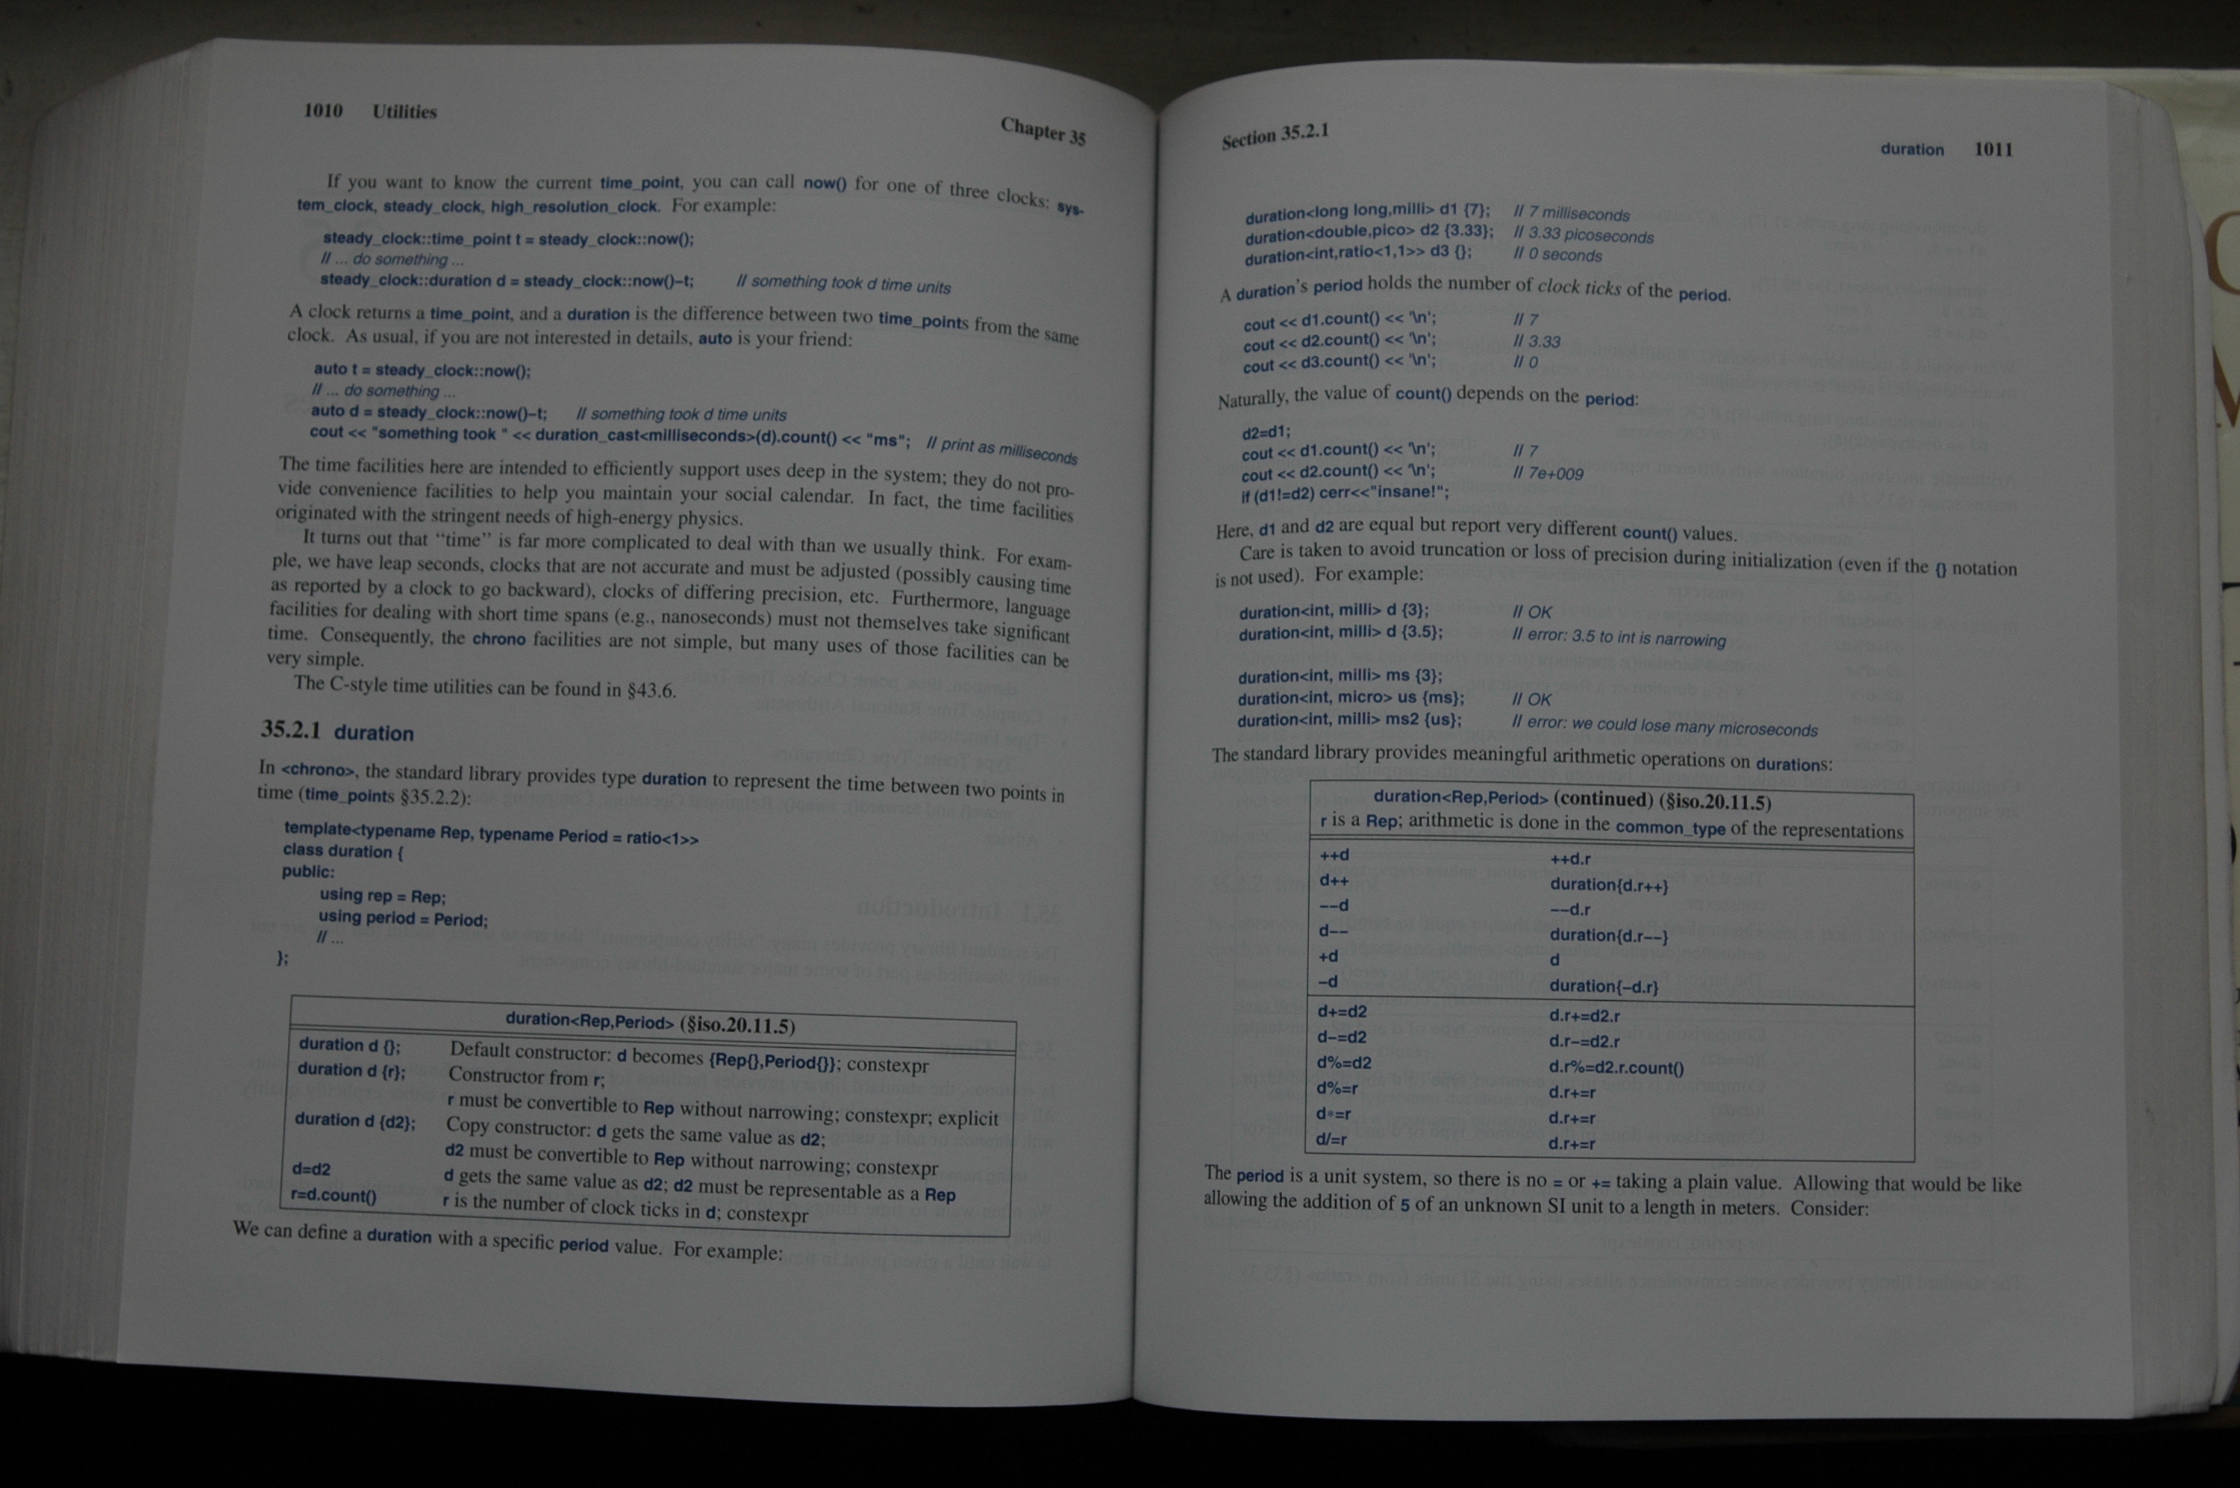 1010 Utilities Chapter 35
If you want to know the current time_point, you can call now() for one of three clocks: sys-
tem_clock, steady_clock, high_resolution_clock. For example:
steady_clock::time_point t = steady_clock::now();
// ... do something ...
steady_clock::duration d = steady_clock::now()–t; // something took d time units
A clock returns a time_point, and a duration is the difference between two time_points from the same
clock. As usual, if you are not interested in details, auto is your friend:
auto t = steady_clock::now();
// ... do something ...
auto d = steady_clock::now()–t; // something took d time units
cout << "something took " << duration_cast<milliseconds>(d).count() << "ms"; // print as milliseconds
The time facilities here are intended to efficiently support uses deep in the system; they do not pro-
vide convenience facilities to help you maintain your social calendar. In fact, the time facilities
originated with the stringent needs of high-energy physics.
It turns out that “time” is far more complicated to deal with than we usually think. For exam-
ple, we have leap seconds, clocks that are not accurate and must be adjusted (possibly causing time
as reported by a clock to go backward), clocks of differing precision, etc. Furthermore, language
facilities for dealing with short time spans (e.g., nanoseconds) must not themselves take significant
time. Consequently, the chrono facilities are not simple, but many uses of those facilities can be
very simple.
The C-style time utilities can be found in §43.6.
35.2.1 duration
In <chrono>, the standard library provides type duration to represent the time between two points in
time (time_points §35.2.2):
template<typename Rep, typename Period = ratio<1>>
class duration {
public:
using rep = Rep;
using period = Period;
// ...
};
duration<Rep,Period> (§iso.20.11.5)
duration d {}; Default constructor: d becomes {Rep{},Period{}}; constexpr
duration d {r}; Constructor from r;
r must be convertible to Rep without narrowing; constexpr; explicit
duration d {d2}; Copy constructor: d gets the same value as d2;
d2 must be convertible to Rep without narrowing; constexpr
d=d2 d gets the same value as d2; d2 must be representable as a Rep
r=d.count() r is the number of clock ticks in d; constexpr
We can define a duration with a specific period value. For example:
Section 35.2.1 duration 1011
duration<long long,milli> d1 {7}; // 7 milliseconds
duration<double,pico> d2 {3.33}; // 3.33 picoseconds
duration<int,ratio<1,1>> d3 {}; // 0 seconds
A duration's period holds the number of clock ticks of the period.
cout << d1.count() << '\n'; // 7
cout << d2.count() << '\n'; // 3.33
cout << d3.count() << '\n'; // 0
Naturally, the value of count() depends on the period:
d2=d1;
cout << d1.count() << '\n'; // 7
cout << d2.count() << '\n'; // 7e+009
if (d1!=d2) cerr<<"insane!";
Here, d1 and d2 are equal but report very different count() values.
Care is taken to avoid truncation or loss of precision during initialization (even if the {} notation
is not used). For example:
duration<int, milli> d {3}; // OK
duration<int, milli> d {3.5}; // error: 3.5 to int is narrowing
duration<int, milli> ms {3};
duration<int, micro> us {ms}; // OK
duration<int, milli> ms2 {us}; // error: we could lose many microseconds
The standard library provides meaningful arithmetic operations on durations:
duration<Rep,Period> (continued) (§iso.20.11.5)
r is a Rep; arithmetic is done in the common_type of the representations
++d ++d.r
d++ duration{d.r++}
––d ––d.r
d–– duration{d.r––}
+d d
–d duration{–d.r}
d+=d2 d.r+=d2.r
d–=d2 d.r–=d2.r
d%=d2 d.r%=d2.r.count()
d%=r d.r+=r
d*=r d.r+=r
d/=r d.r+=r
The period is a unit system, so there is no = or += taking a plain value. Allowing that would be like
allowing the addition of 5 of an unknown SI unit to a length in meters. Consider: